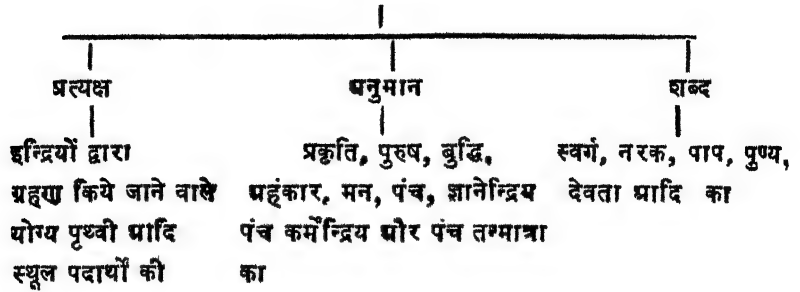 प्रत्यक्ष
अनुमान
शब्द
इन्द्रियों द्वारा
ग्रहण किये जाने वाले
योग्य पृथ्वी आदि
स्थूल पदार्थों की
प्रकृति, पुरुष, बुद्धि,
अहंकार, मन, पंच, ज्ञानेन्द्रिय
पंच कर्मेन्द्रिय और पंच तन्मात्रा
का
स्वर्ग, नरक, पाप, पुण्य,
देवता आदि का